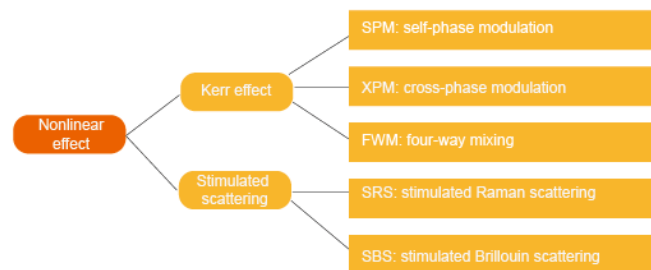 SPM: self-phase modulation
Kerr effect
XPM: cross-phase modulation
Nonlinear
effect
FWM: four-way mixing
Stimulated
scattering
SRS: stimulated Raman scattering
SBS: stimulated Brillouin scattering